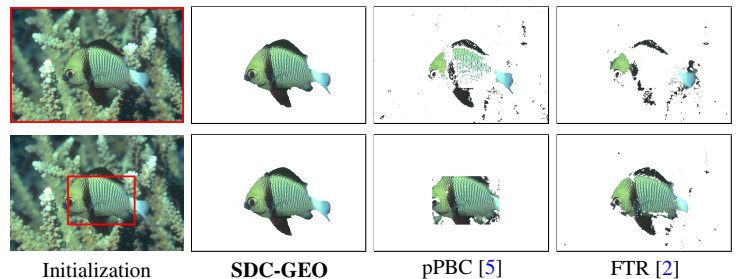 Initialization SDC-GEO pPBC [5] FTR [2]